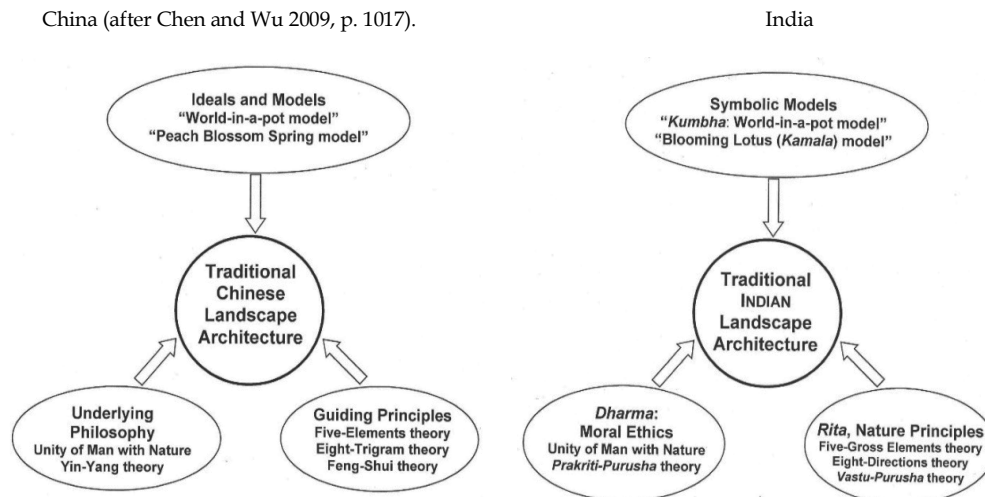 China (after Chen and Wu 2009, p. 1017).
India
Ideals and Models
“World-in-a-pot model”
“Peach Blossom Spring model”
Traditional
Chinese
Landscape
Architecture
Underlying
Philosophy
Unity of Man with Nature
Yin-Yang theory
Guiding Principles
Five-Elements theory
Eight-Trigram theory
Feng-Shui theory
Symbolic Models
“Kumbha: World-in-a-pot model”
“Blooming Lotus (Kamala) model”
Traditional
INDIAN
Landscape
Architecture
Dharma:
Moral Ethics
Unity of Man with Nature
Prakriti-Purusha theory
Rita, Nature Principles
Five-Gross Elements theory
Eight-Directions theory
Vastu-Purusha theory